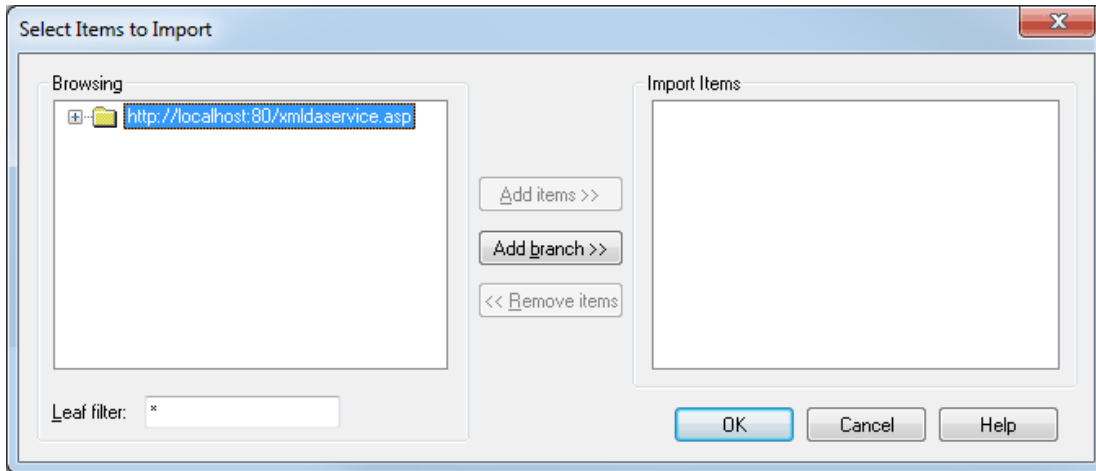 Select Items to Import
Browsing
http://localhost:80/xmldaservice.asp
Import Items
Add items >>
Add branch >>
<< Remove items
Leaf filter: *
OK Cancel Help